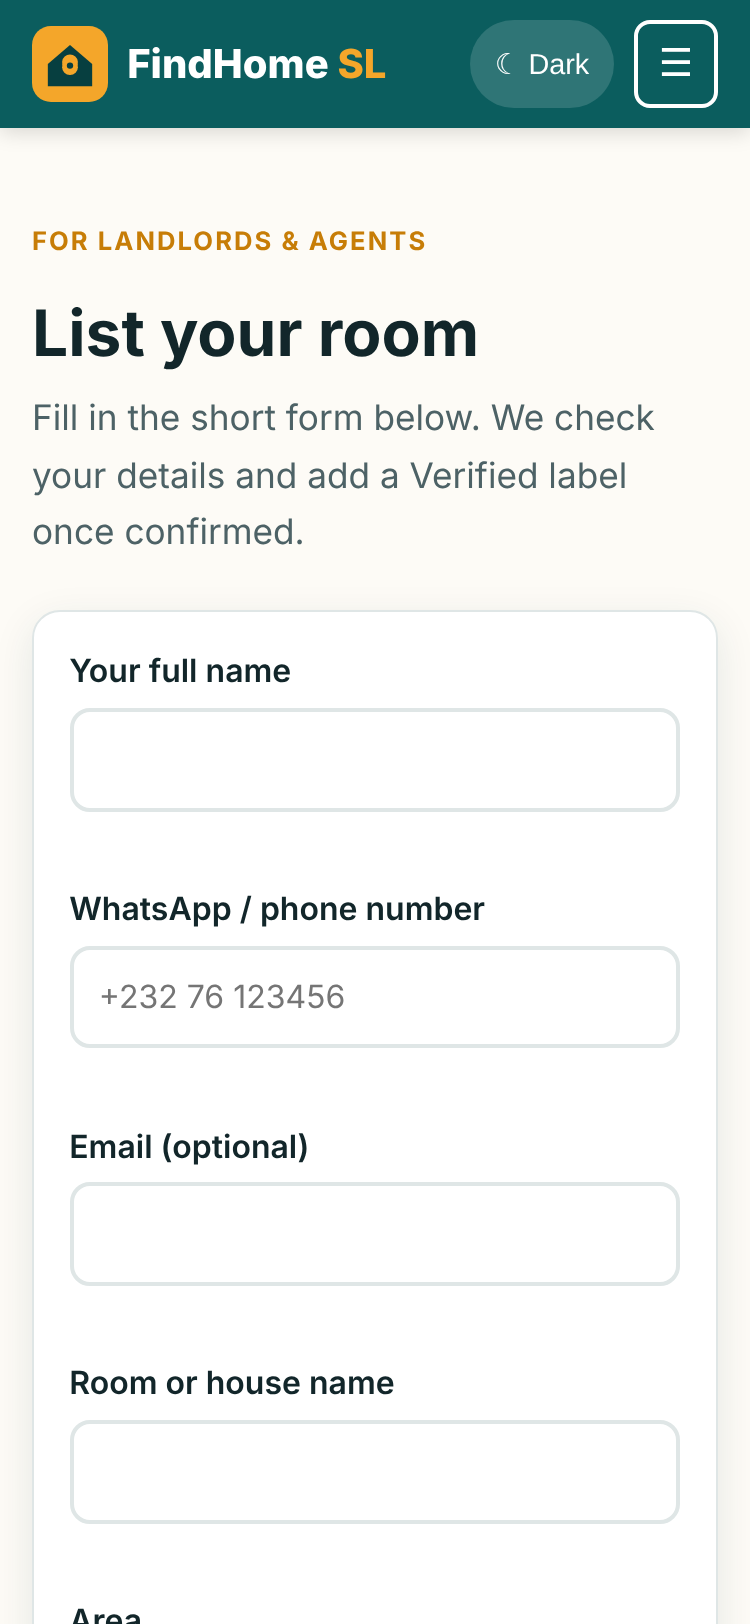 FindHome SL
☾ Dark
☰
FOR LANDLORDS & AGENTS
List your room
Fill in the short form below. We check
your details and add a Verified label
once confirmed.
Your full name
WhatsApp / phone number
+232 76 123456
Email (optional)
Room or house name
Area